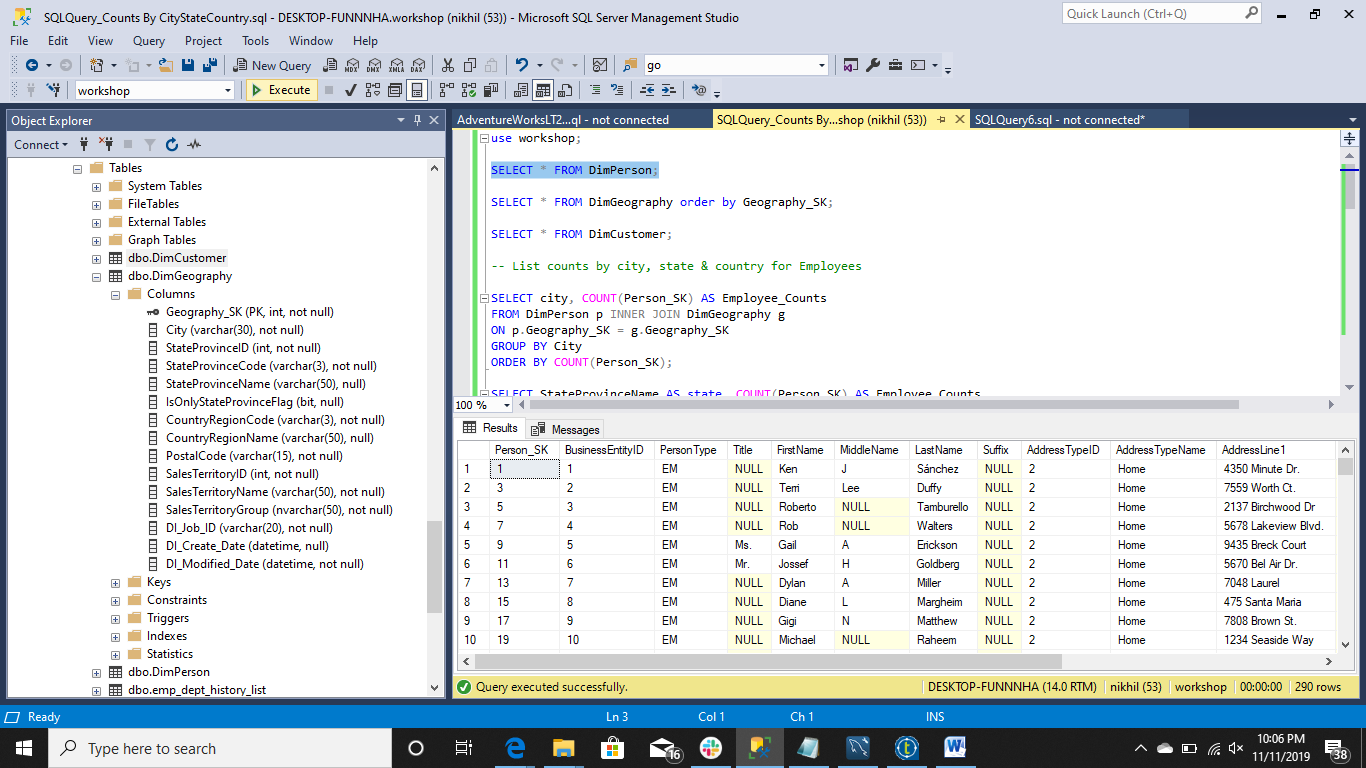 SQLQuery_Counts By CityStateCountry.sql - DESKTOP-FUNNNHA.workshop (nikhil (53)) - Microsoft SQL Server Management Studio
Quick Launch (Ctrl+Q)
File Edit View Query Project Tools Window Help
New Query MDX DMX XMLA DAX go
workshop Execute
Object Explorer
Connect
Tables
System Tables
FileTables
External Tables
Graph Tables
dbo.DimCustomer
dbo.DimGeography
Columns
Geography_SK (PK, int, not null)
City (varchar(30), not null)
StateProvinceID (int, not null)
StateProvinceCode (varchar(3), not null)
StateProvinceName (varchar(50), null)
IsOnlyStateProvinceFlag (bit, null)
CountryRegionCode (varchar(3), not null)
CountryRegionName (varchar(50), null)
PostalCode (varchar(15), not null)
SalesTerritoryID (int, not null)
SalesTerritoryName (varchar(50), not null)
SalesTerritoryGroup (nvarchar(50), not null)
DI_Job_ID (varchar(20), not null)
DI_Create_Date (datetime, null)
DI_Modified_Date (datetime, not null)
Keys
Constraints
Triggers
Indexes
Statistics
dbo.DimPerson
dbo.emp_dept_history_list
AdventureWorksLT2...ql - not connected SQLQuery_Counts By...shop (nikhil (53)) SQLQuery6.sql - not connected*
use workshop;
SELECT * FROM DimPerson;
SELECT * FROM DimGeography order by Geography_SK;
SELECT * FROM DimCustomer;
-- List counts by city, state & country for Employees
SELECT city, COUNT(Person_SK) AS Employee_Counts
FROM DimPerson p INNER JOIN DimGeography g
ON p.Geography_SK = g.Geography_SK
GROUP BY City
ORDER BY COUNT(Person_SK);
SELECT StateProvinceName AS state, COUNT(Person_SK) AS Employee_Counts
100 %
Results Messages
Person_SK BusinessEntityID PersonType Title FirstName MiddleName LastName Suffix AddressTypeID AddressTypeName AddressLine1
1 1 1 EM NULL Ken J Sánchez NULL 2 Home 4350 Minute Dr.
2 3 2 EM NULL Terri Lee Duffy NULL 2 Home 7559 Worth Ct.
3 5 3 EM NULL Roberto NULL Tamburello NULL 2 Home 2137 Birchwood Dr
4 7 4 EM NULL Rob NULL Walters NULL 2 Home 5678 Lakeview Blvd.
5 9 5 EM Ms. Gail A Erickson NULL 2 Home 9435 Breck Court
6 11 6 EM Mr. Jossef H Goldberg NULL 2 Home 5670 Bel Air Dr.
7 13 7 EM NULL Dylan A Miller NULL 2 Home 7048 Laurel
8 15 8 EM NULL Diane L Margheim NULL 2 Home 475 Santa Maria
9 17 9 EM NULL Gigi N Matthew NULL 2 Home 7808 Brown St.
10 19 10 EM NULL Michael NULL Raheem NULL 2 Home 1234 Seaside Way
Query executed successfully. DESKTOP-FUNNNHA (14.0 RTM) nikhil (53) workshop 00:00:00 290 rows
Ready Ln 3 Col 1 Ch 1 INS
Type here to search
16
10:06 PM
11/11/2019
38